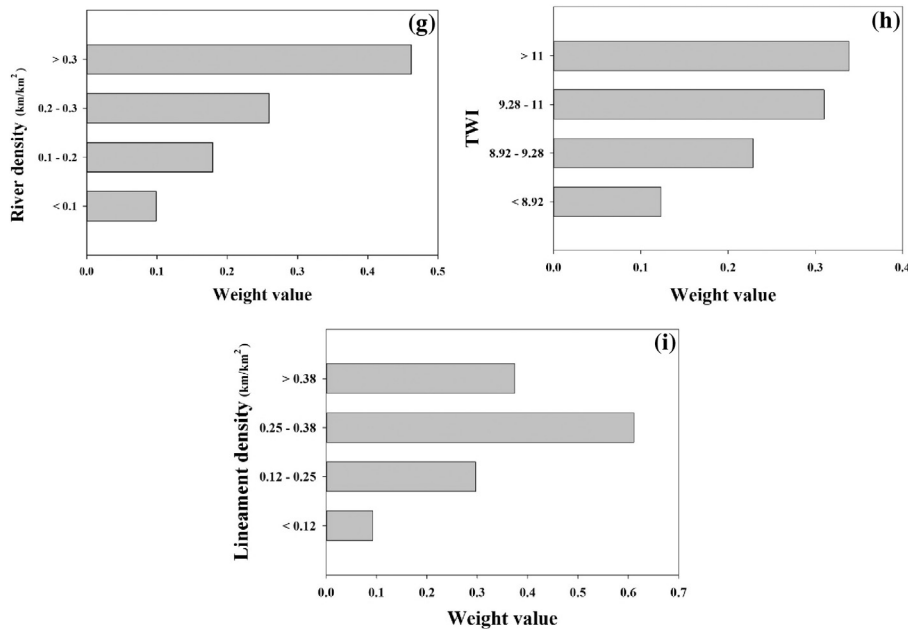 (g)
River density (km/km²)
> 0.3
0.2 - 0.3
0.1 - 0.2
< 0.1
0.0 0.1 0.2 0.3 0.4 0.5
Weight value
(h)
TWI
> 11
9.28 - 11
8.92 - 9.28
< 8.92
0.0 0.1 0.2 0.3 0.4
Weight value
(i)
Lineament density (km/km²)
> 0.38
0.25 - 0.38
0.12 - 0.25
< 0.12
0.0 0.1 0.2 0.3 0.4 0.5 0.6 0.7
Weight value